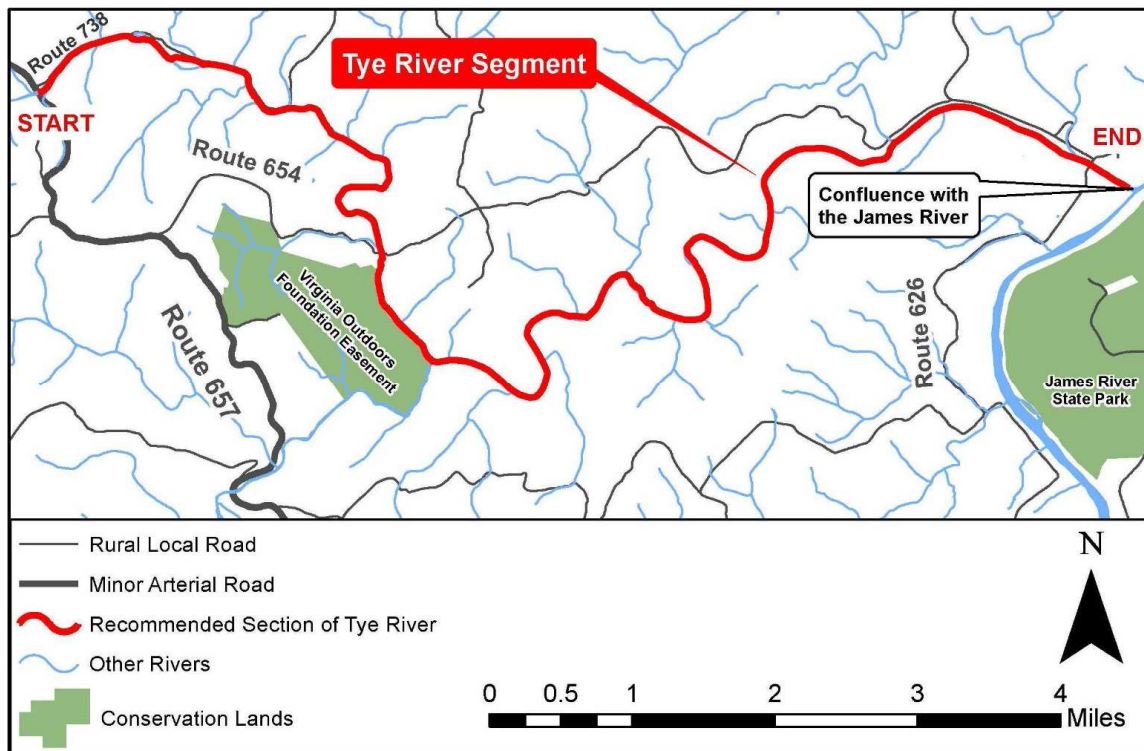 Route 738
START
Tye River Segment
END
Route 654
Confluence with
the James River
Virginia Outdoors
Foundation Easement
Route 657
Route 626
James River
State Park
Rural Local Road
Minor Arterial Road
Recommended Section of Tye River
Other Rivers
Conservation Lands
N
0 0.5 1 2 3 4
Miles